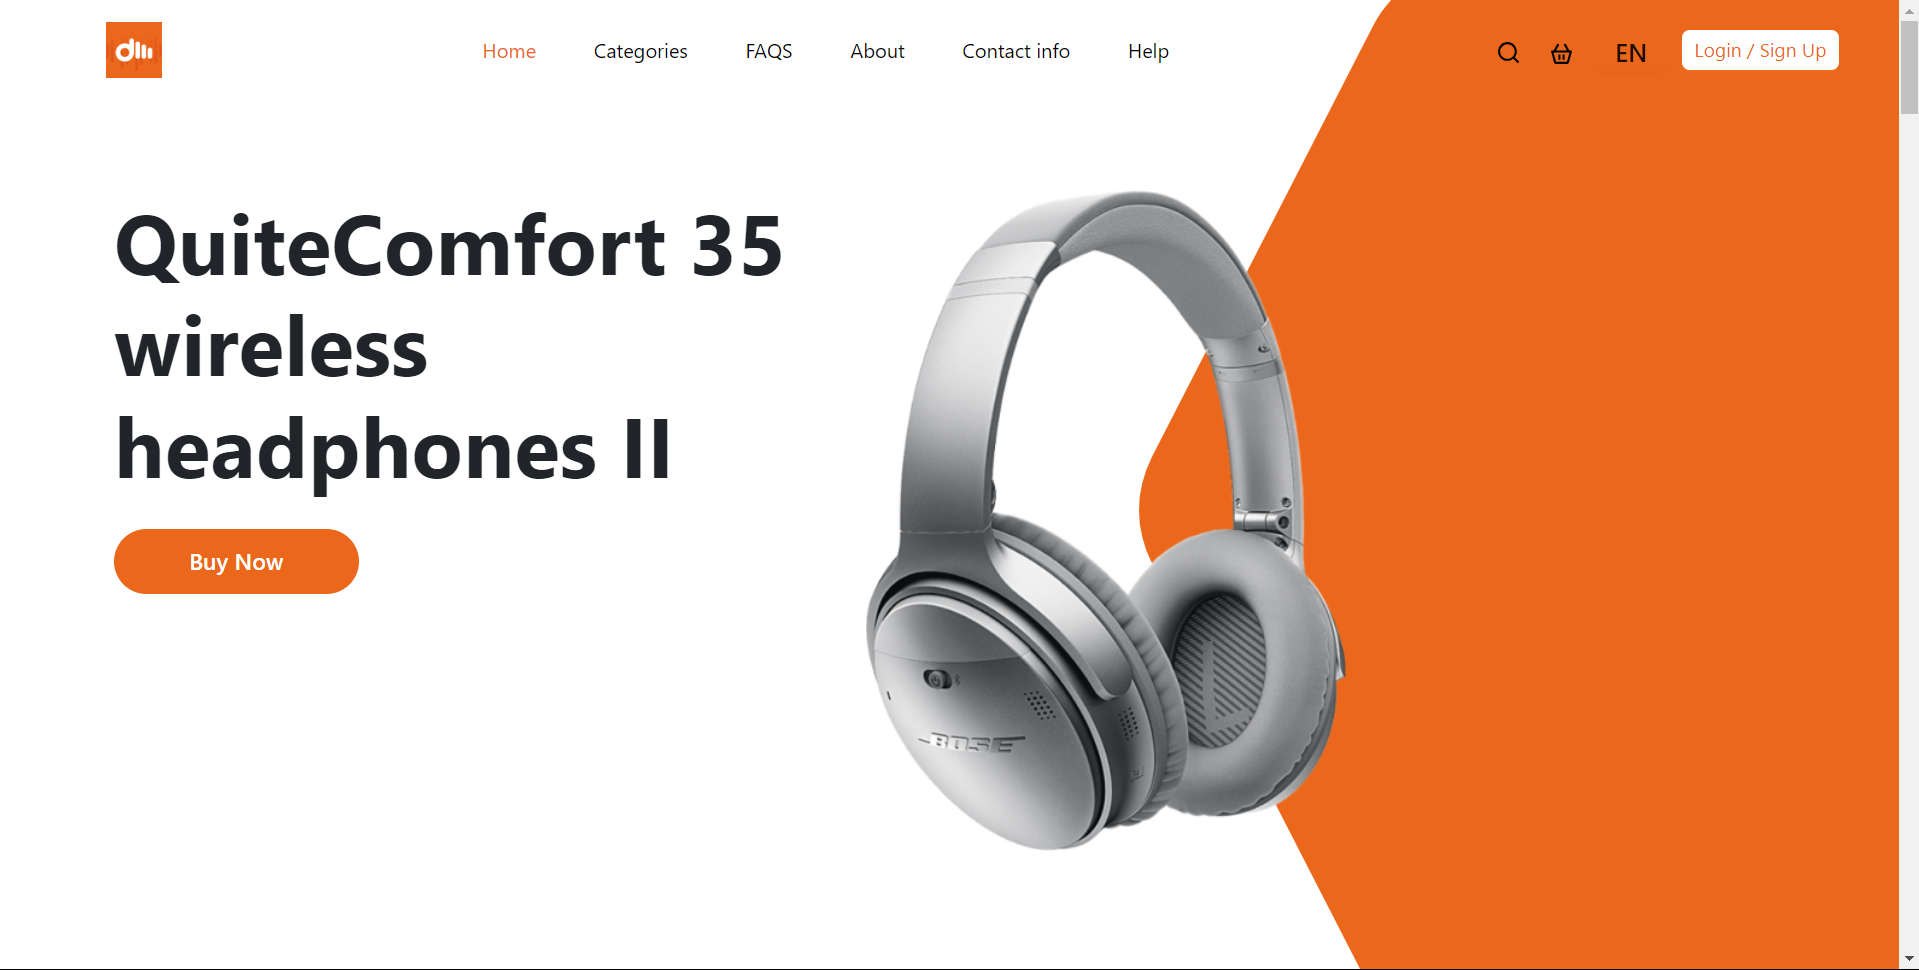 dm
Home Categories FAQS About Contact info Help EN Login / Sign Up
QuiteComfort 35
wireless
headphones II
Buy Now
BOSE
L